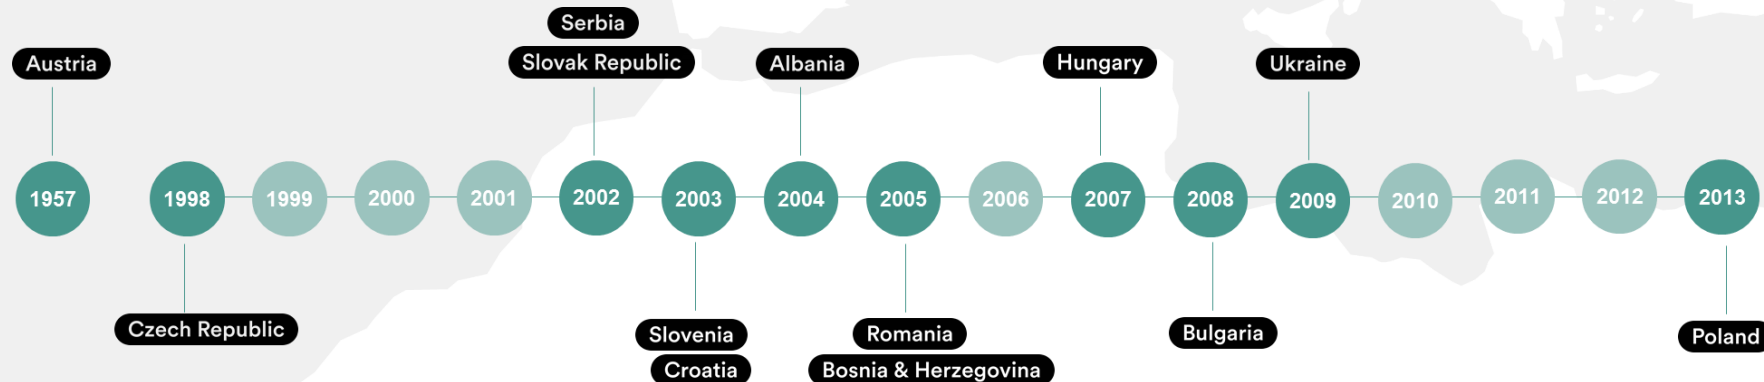 Serbia
Austria
Slovak Republic
Albania
Hungary
Ukraine
1957
1998
1999
2000
2001
2002
2003
2004
2005
2006
2007
2008
2009
2010
2011
2012
2013
Czech Republic
Slovenia
Croatia
Romania
Bosnia & Herzegovina
Bulgaria
Poland